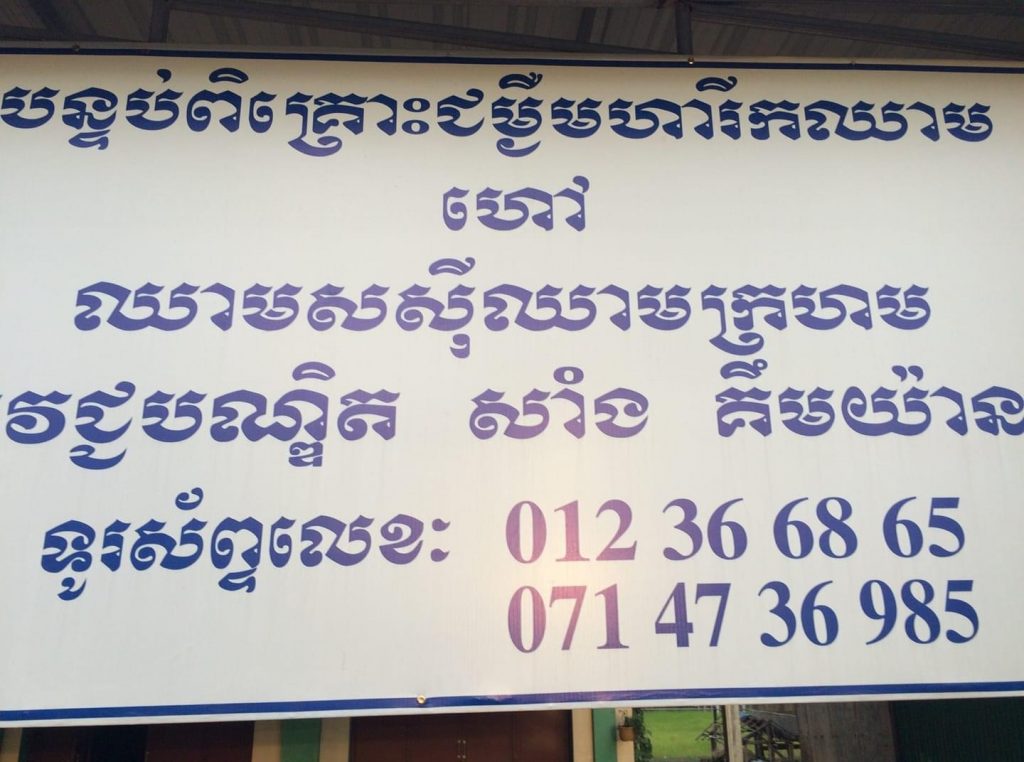 បន្ទប់ពិគ្រោះជម្ងឺមហារីកឈាម
ហៅ
ឈាមសស៊ីឈាមក្រហម
វេជ្ជបណ្ឌិត សាំង គឹមយ៉ាន
ទូរស័ព្ទលេខ: 012 36 68 65
071 47 36 985